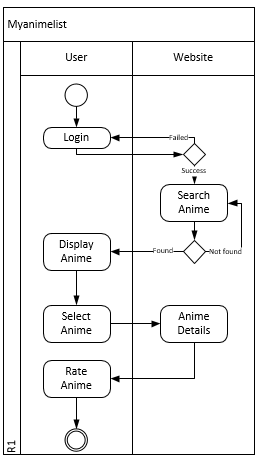 Myanimelist
User
Website
Login
Failed
Success
Search
Anime
Display
Anime
Found
Not found
Select
Anime
Anime
Details
Rate
Anime
R1